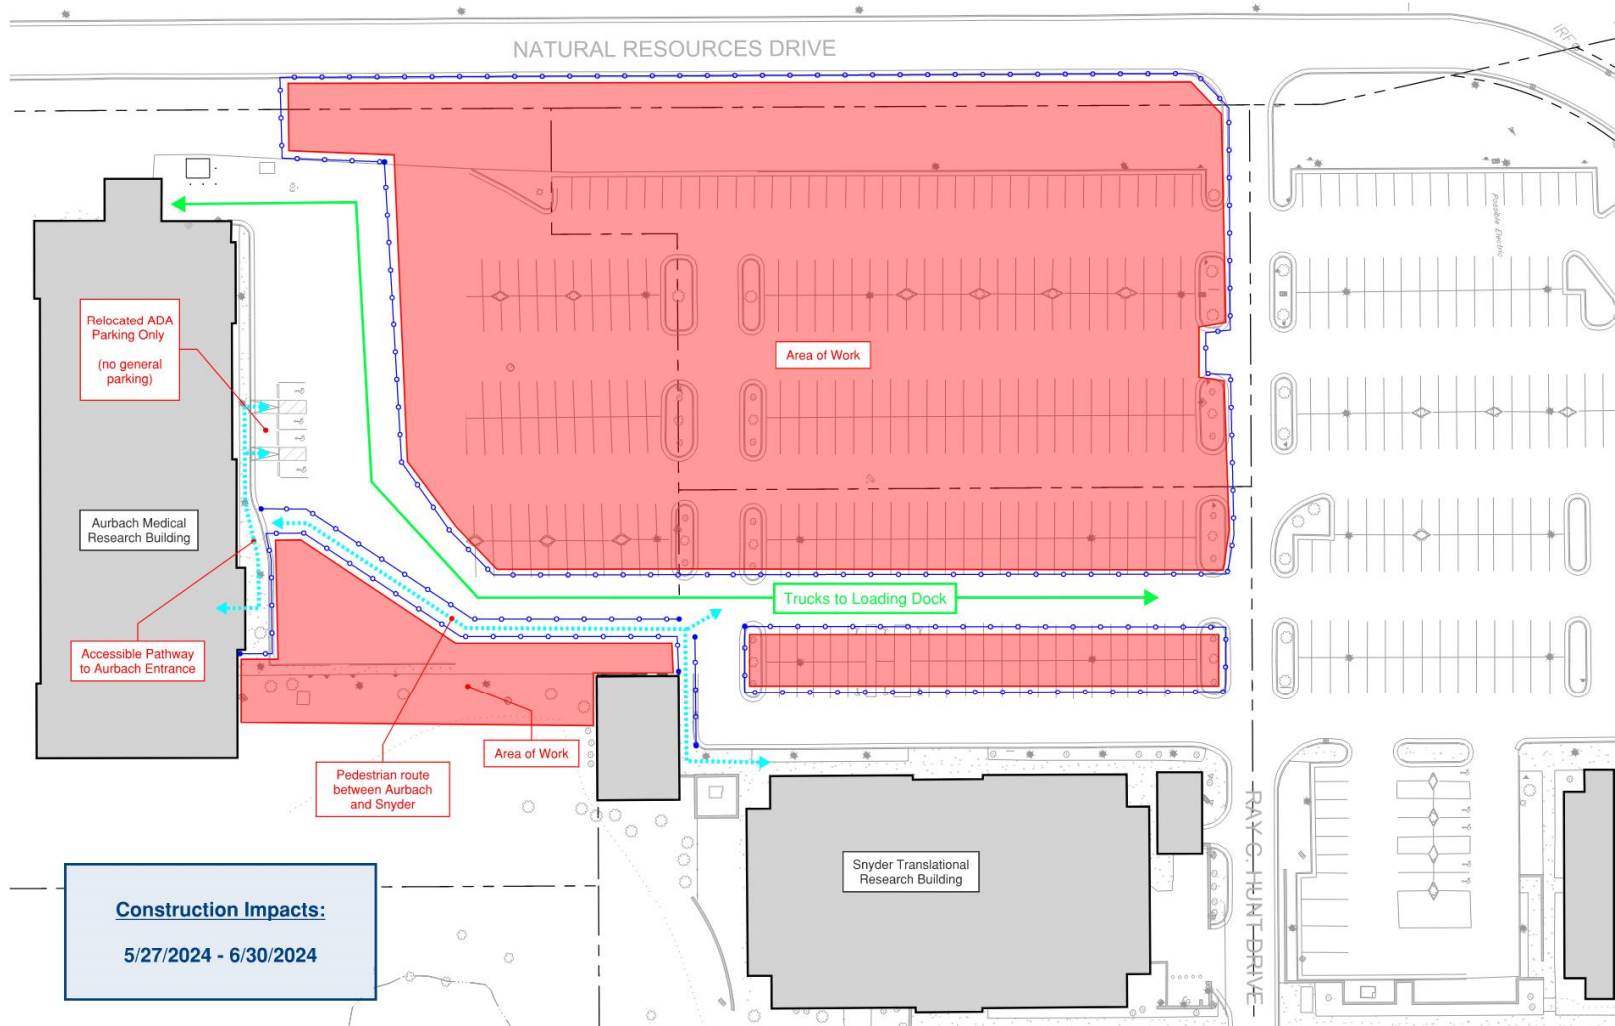 NATURAL RESOURCES DRIVE
Possible Electric
Relocated ADA
Parking Only
(no general
parking)
Area of Work
Aurbach Medical
Research Building
Trucks to Loading Dock
Accessible Pathway
to Aurbach Entrance
Area of Work
Pedestrian route
between Aurbach
and Snyder
Snyder Translational
Research Building
RAY C. HUNT DRIVE
Construction Impacts:
5/27/2024 - 6/30/2024